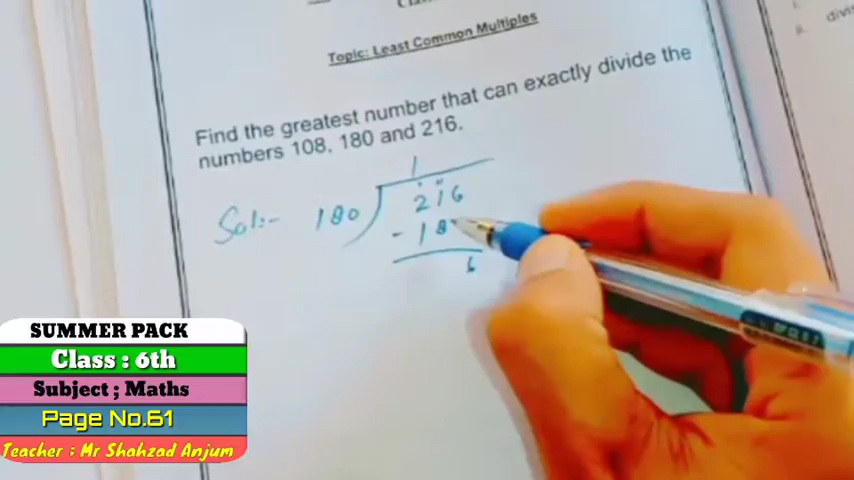 Topic: Least Common Multiples
Find the greatest number that can exactly divide the
numbers 108, 180 and 216.
1
Sol:- 180 216
- 18
6
SUMMER PACK
Class : 6th
Subject ; Maths
Page No.61
Teacher : Mr Shahzad Anjum